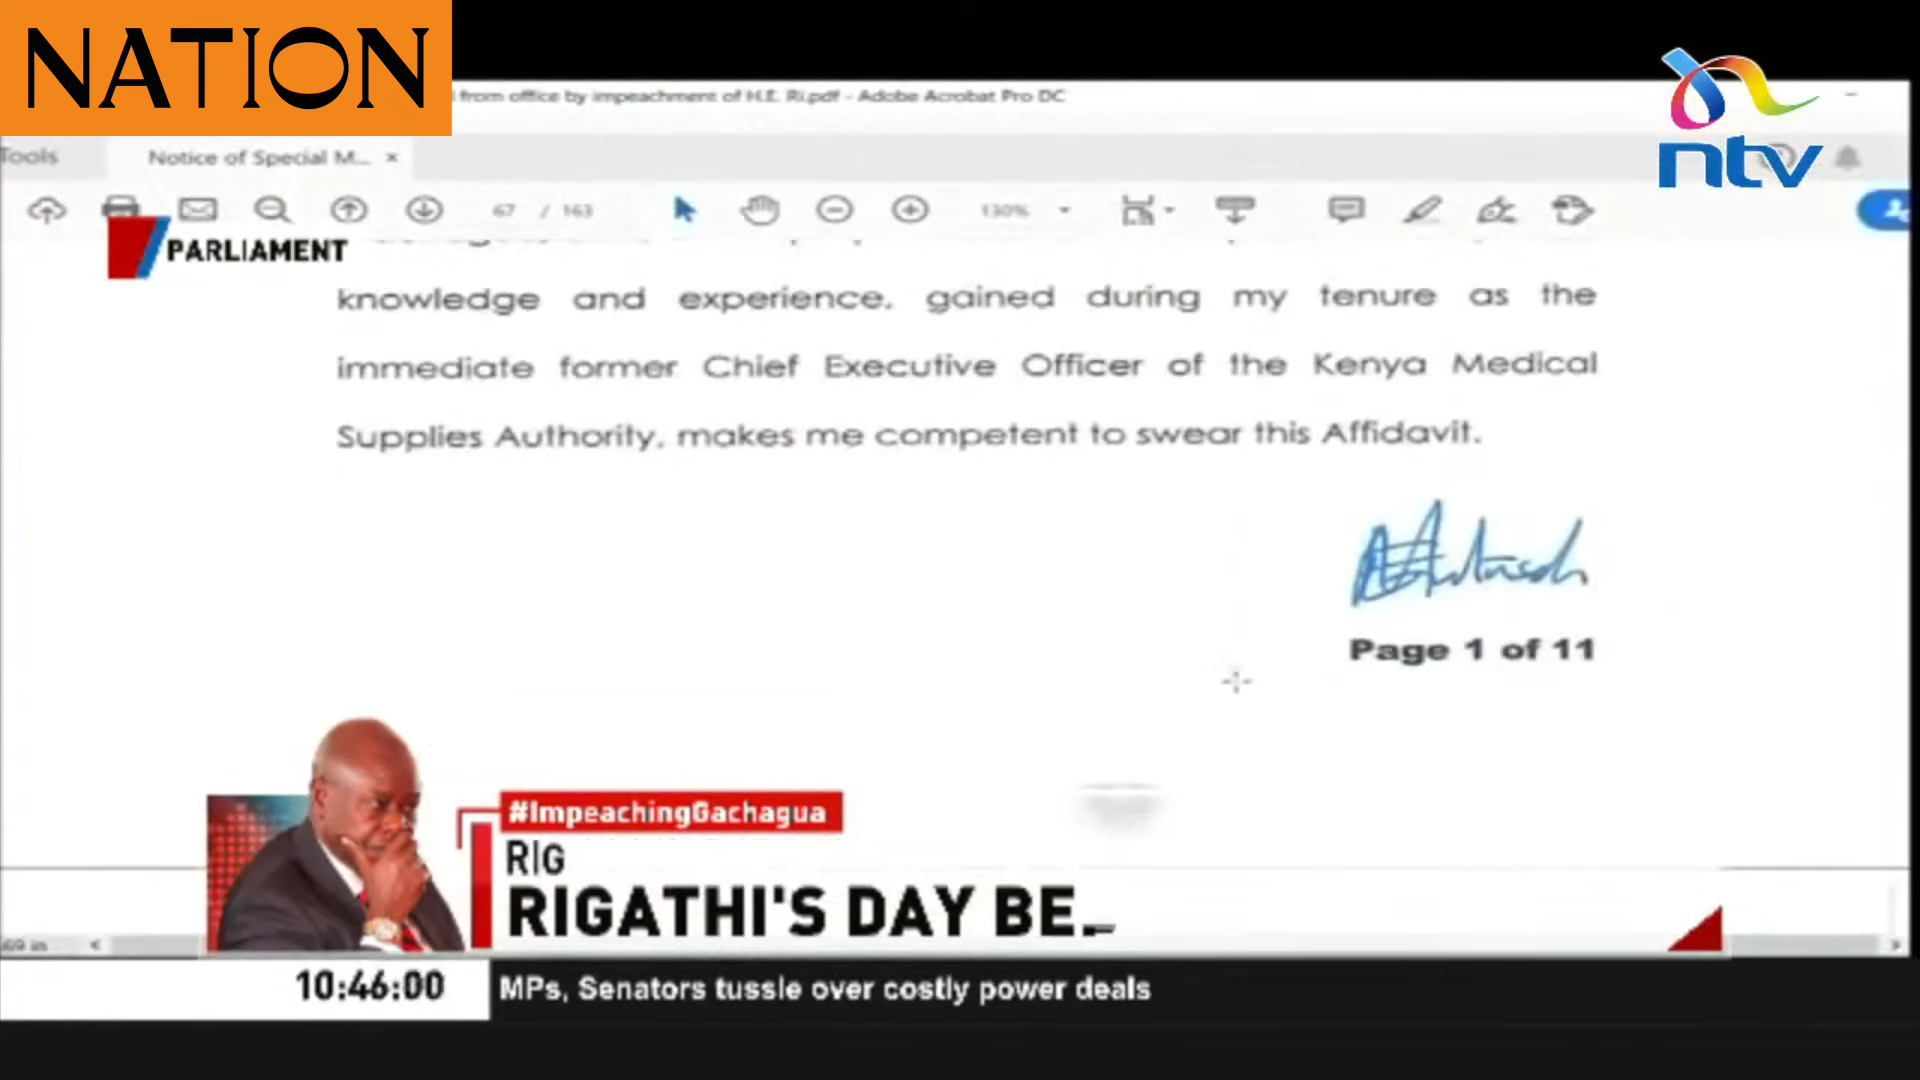 NATION
ntv
from office by impeachment of H.E. Ri.pdf - Adobe Acrobat Pro DC
Tools
Notice of Special M... ×
67 / 163
130%
PARLIAMENT
knowledge and experience, gained during my tenure as the
immediate former Chief Executive Officer of the Kenya Medical
Supplies Authority, makes me competent to swear this Affidavit.
Page 1 of 11
#ImpeachingGachagua
RIG
RIGATHI'S DAY BE
10:46:00
MPs, Senators tussle over costly power deals